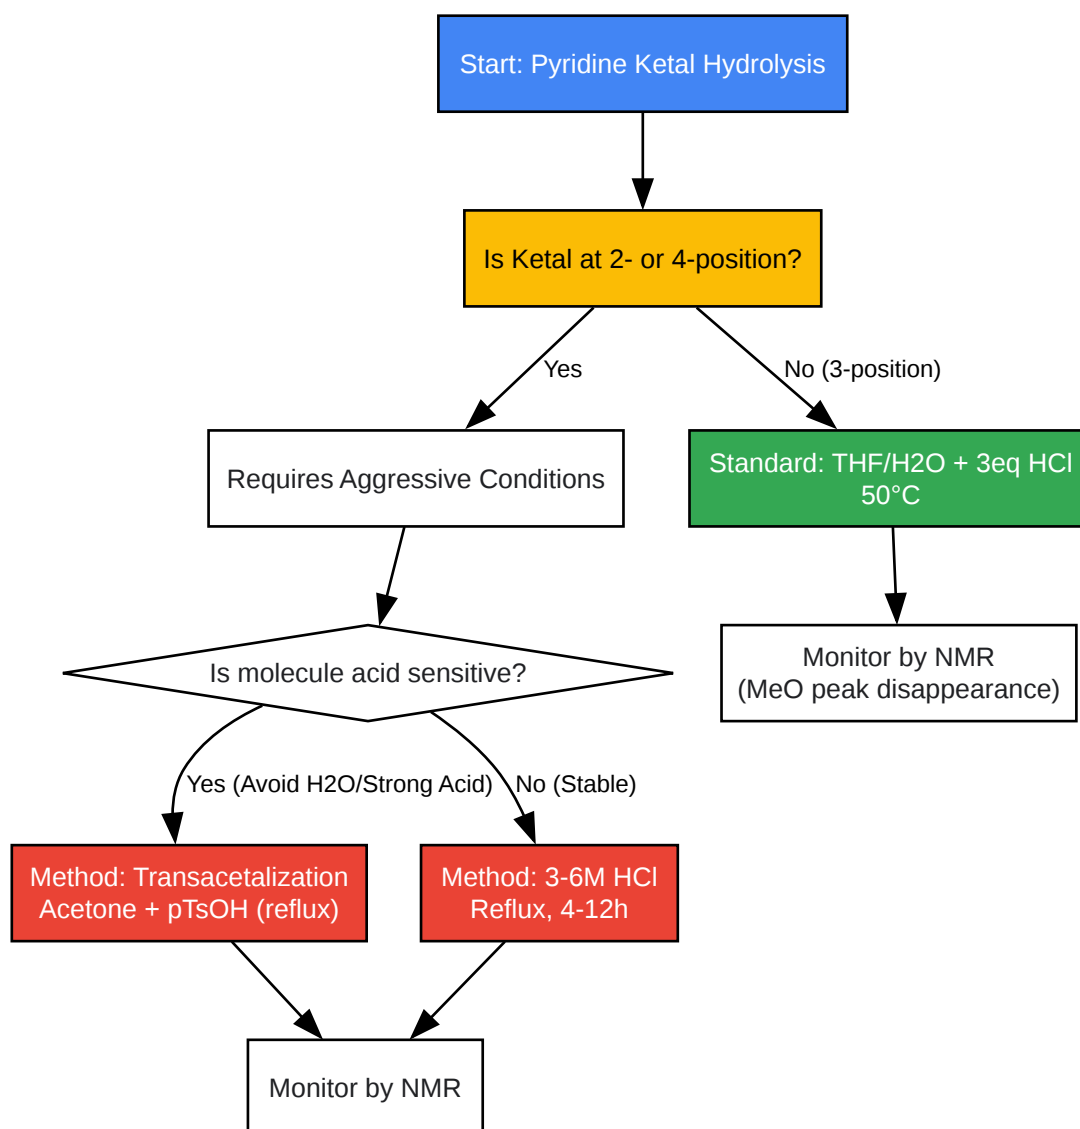 Start: Pyridine Ketal Hydrolysis
Is Ketal at 2- or 4-position?
Yes
No (3-position)
Requires Aggressive Conditions
Standard: THF/H2O + 3eq HCl
50°C
Is molecule acid sensitive?
Monitor by NMR
(MeO peak disappearance)
Yes (Avoid H2O/Strong Acid)
No (Stable)
Method: Transacetalization
Acetone + pTsOH (reflux)
Method: 3-6M HCl
Reflux, 4-12h
Monitor by NMR